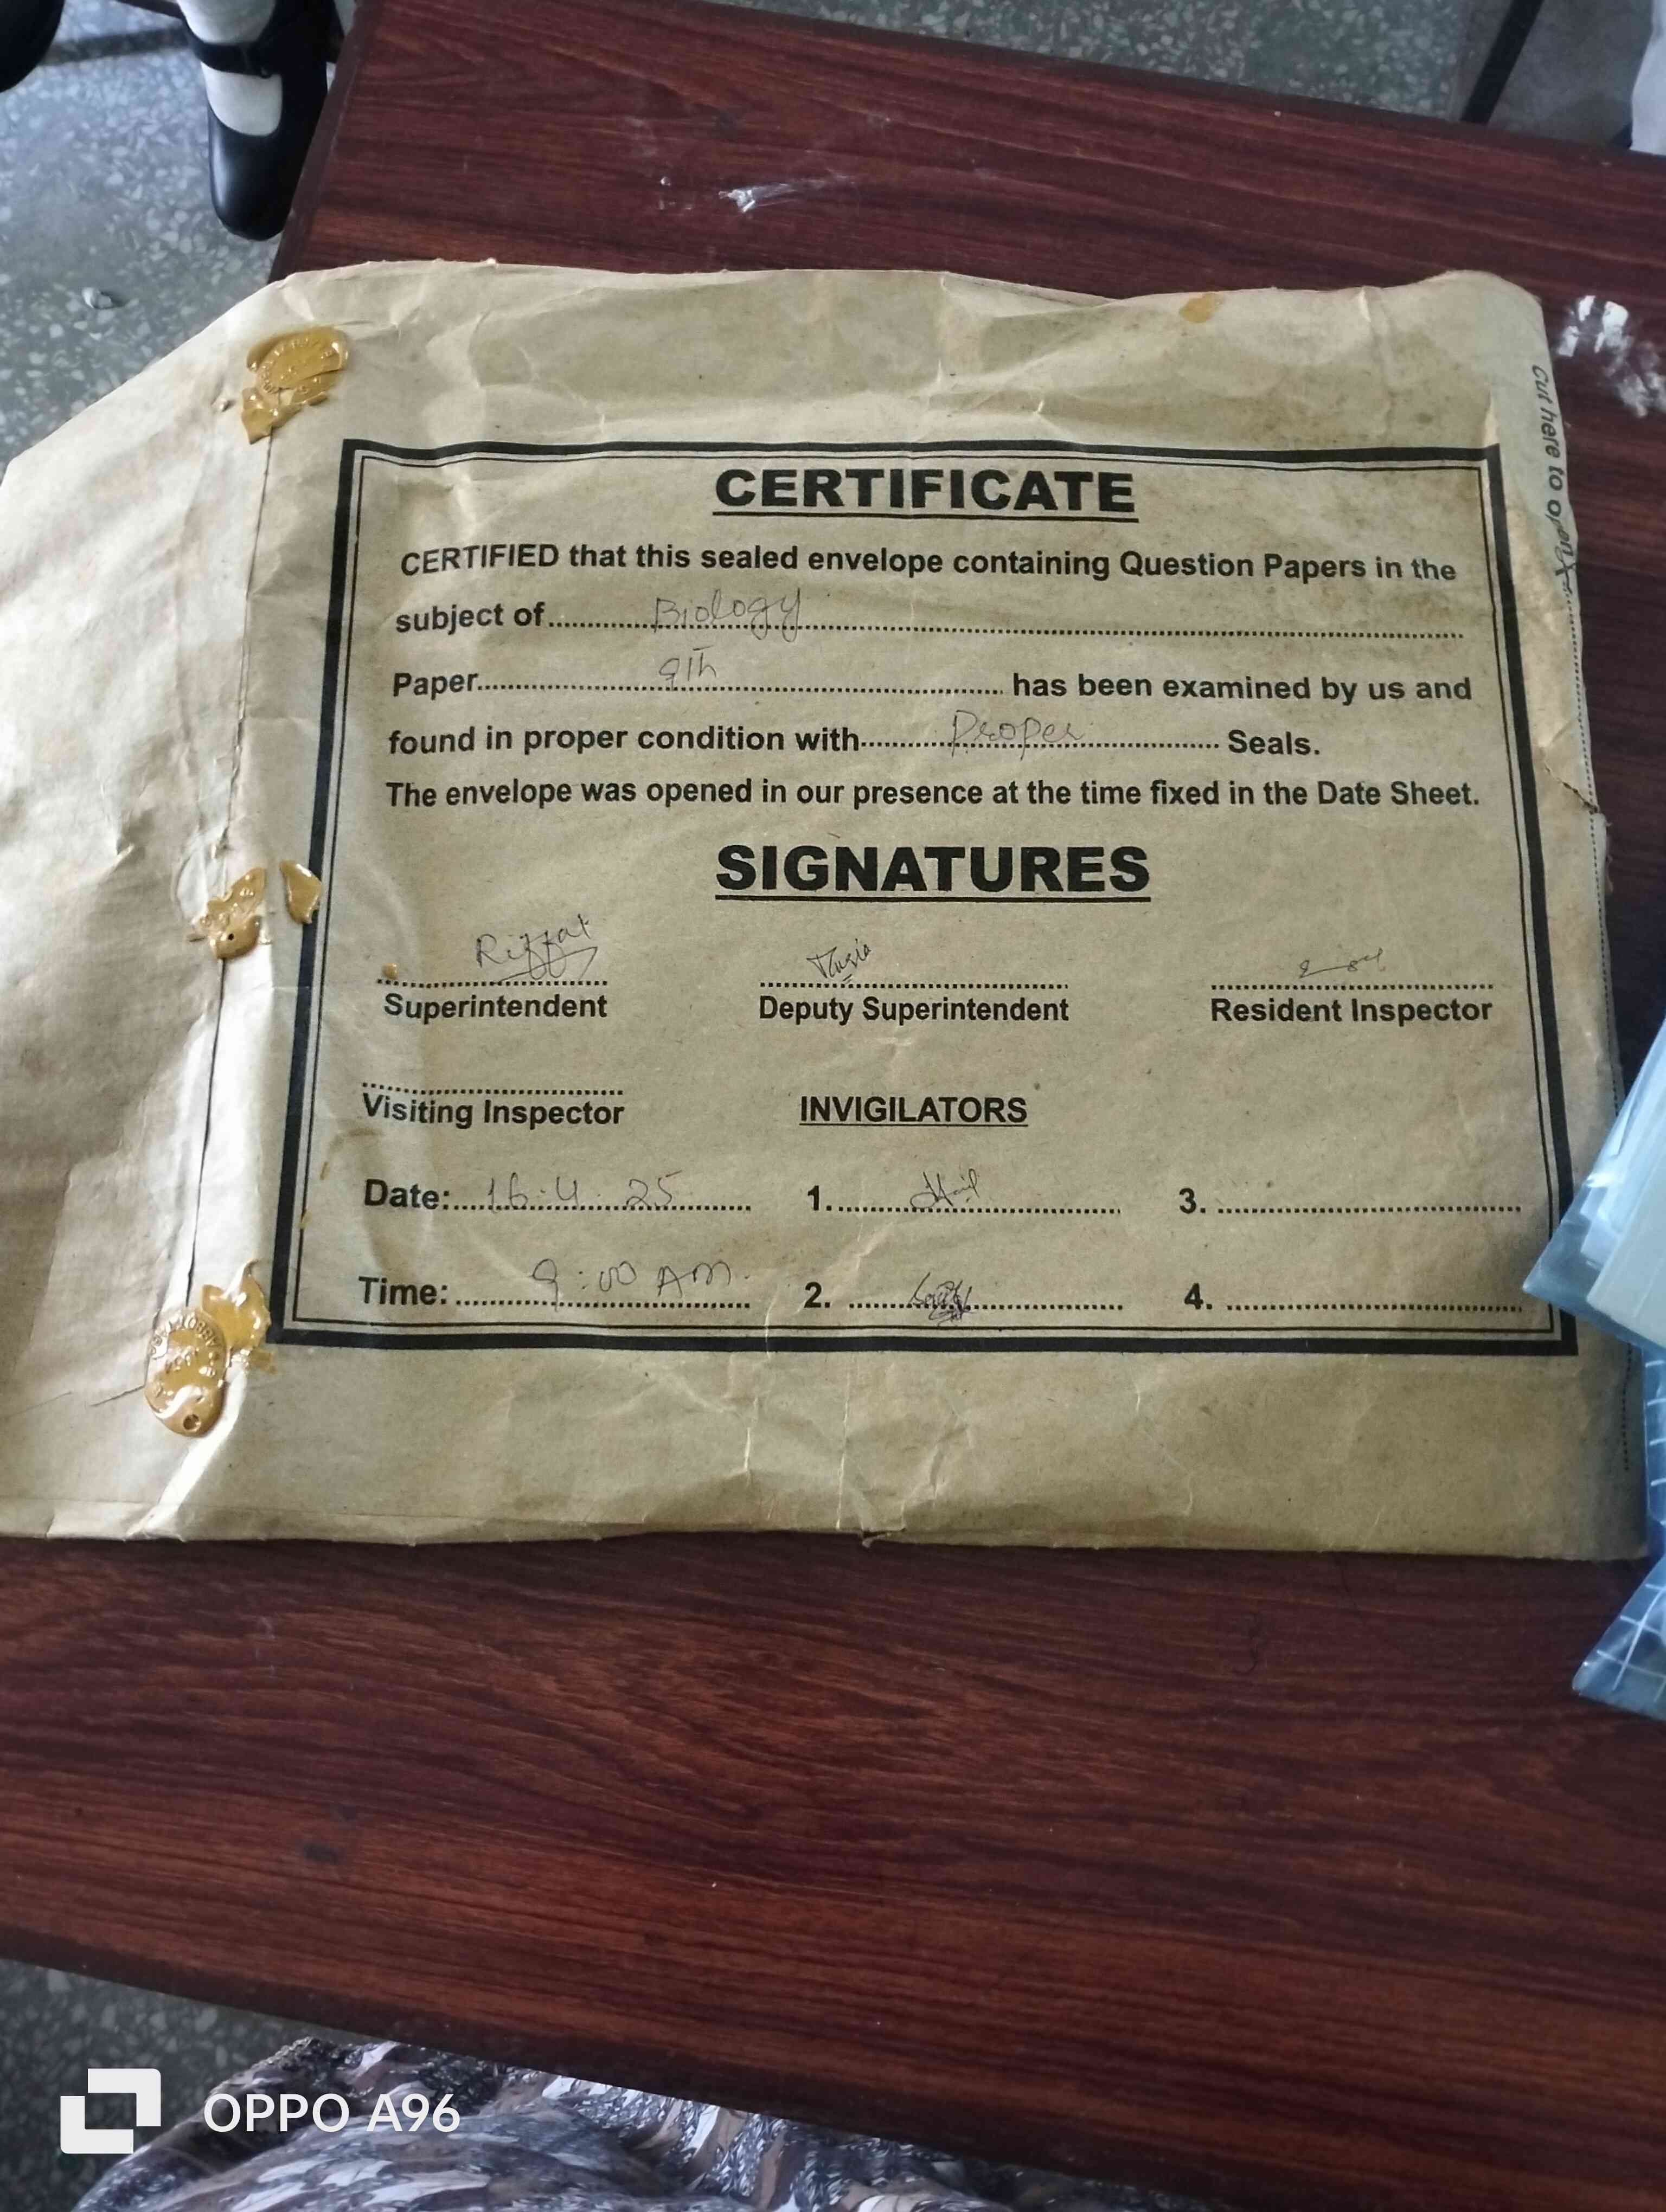 Cut here to open
CERTIFICATE
CERTIFIED that this sealed envelope containing Question Papers in the
subject of Biology
Paper 9th has been examined by us and
found in proper condition with Proper Seals.
The envelope was opened in our presence at the time fixed in the Date Sheet.
SIGNATURES
Riffat
Superintendent Deputy Superintendent Resident Inspector
Visiting Inspector INVIGILATORS
Date: 16.4.25 1. 3.
Time: 9:00 AM. 2. 4.
OPPO A96